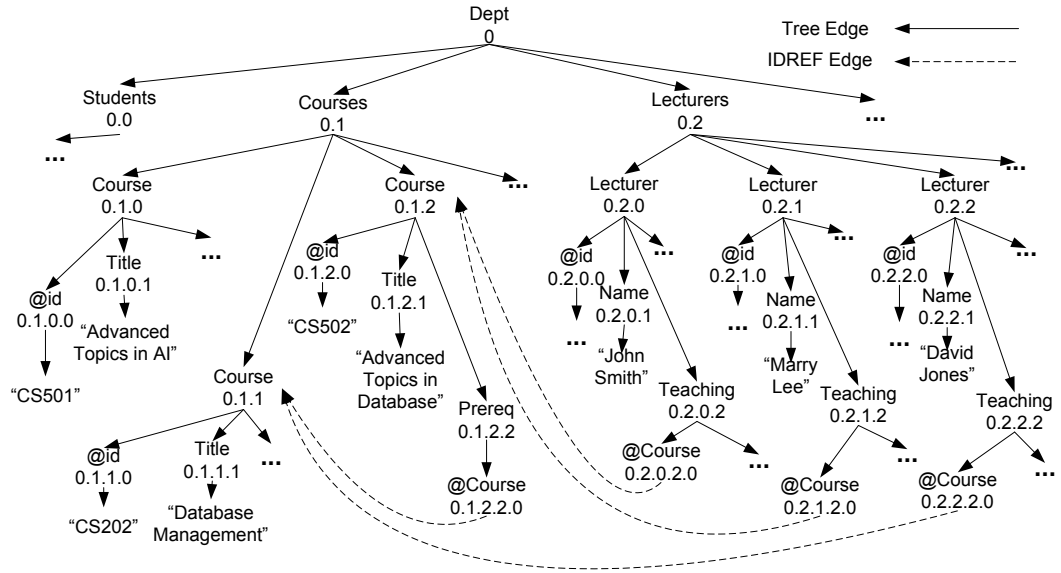 Dept
0
Tree Edge
IDREF Edge
Students
0.0
Courses
0.1
Lecturers
0.2
...
...
...
...
Course
0.1.0
Course
0.1.2
Lecturer
0.2.0
Lecturer
0.2.1
Lecturer
0.2.2
@id
0.1.0.0
Title
0.1.0.1
...
@id
0.1.2.0
Title
0.1.2.1
@id
0.2.0.0
Name
0.2.0.1
...
@id
0.2.1.0
Name
0.2.1.1
...
@id
0.2.2.0
Name
0.2.2.1
...
“CS501”
“Advanced
Topics in AI”
“CS502”
“Advanced
Topics in
Database”
...
“John
Smith”
...
“Marry
Lee”
...
“David
Jones”
Course
0.1.1
Prereq
0.1.2.2
Teaching
0.2.0.2
Teaching
0.2.1.2
Teaching
0.2.2.2
@id
0.1.1.0
Title
0.1.1.1
...
@Course
0.1.2.2.0
@Course
0.2.0.2.0
...
@Course
0.2.1.2.0
...
@Course
0.2.2.2.0
...
“CS202”
“Database
Management”